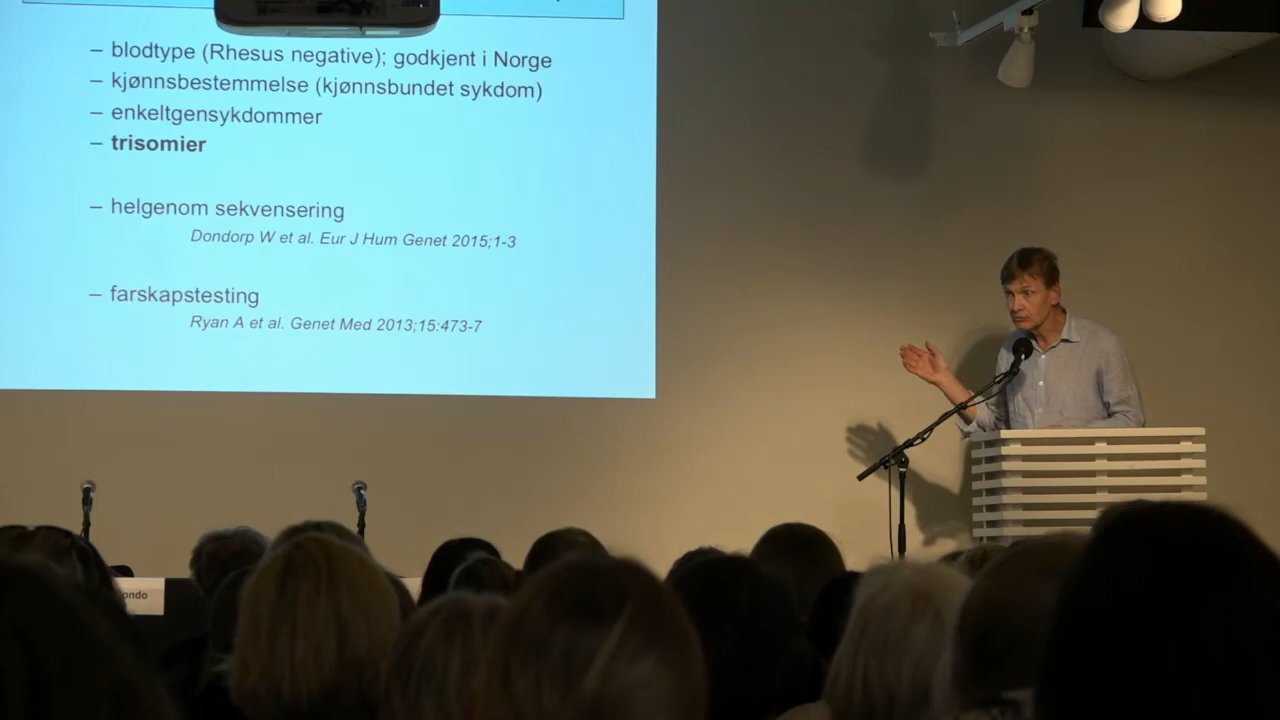 – blodtype (Rhesus negative); godkjent i Norge
– kjønnsbestemmelse (kjønnsbundet sykdom)
– enkeltgensykdommer
– trisomier
– helgenom sekvensering
Dondorp W et al. Eur J Hum Genet 2015;1-3
– farskapstesting
Ryan A et al. Genet Med 2013;15:473-7
ondo